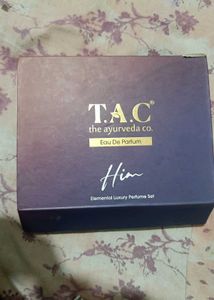 T.A.C®
the ayurveda co.
Eau De Parfum
Him
Elemental Luxury Perfume Set